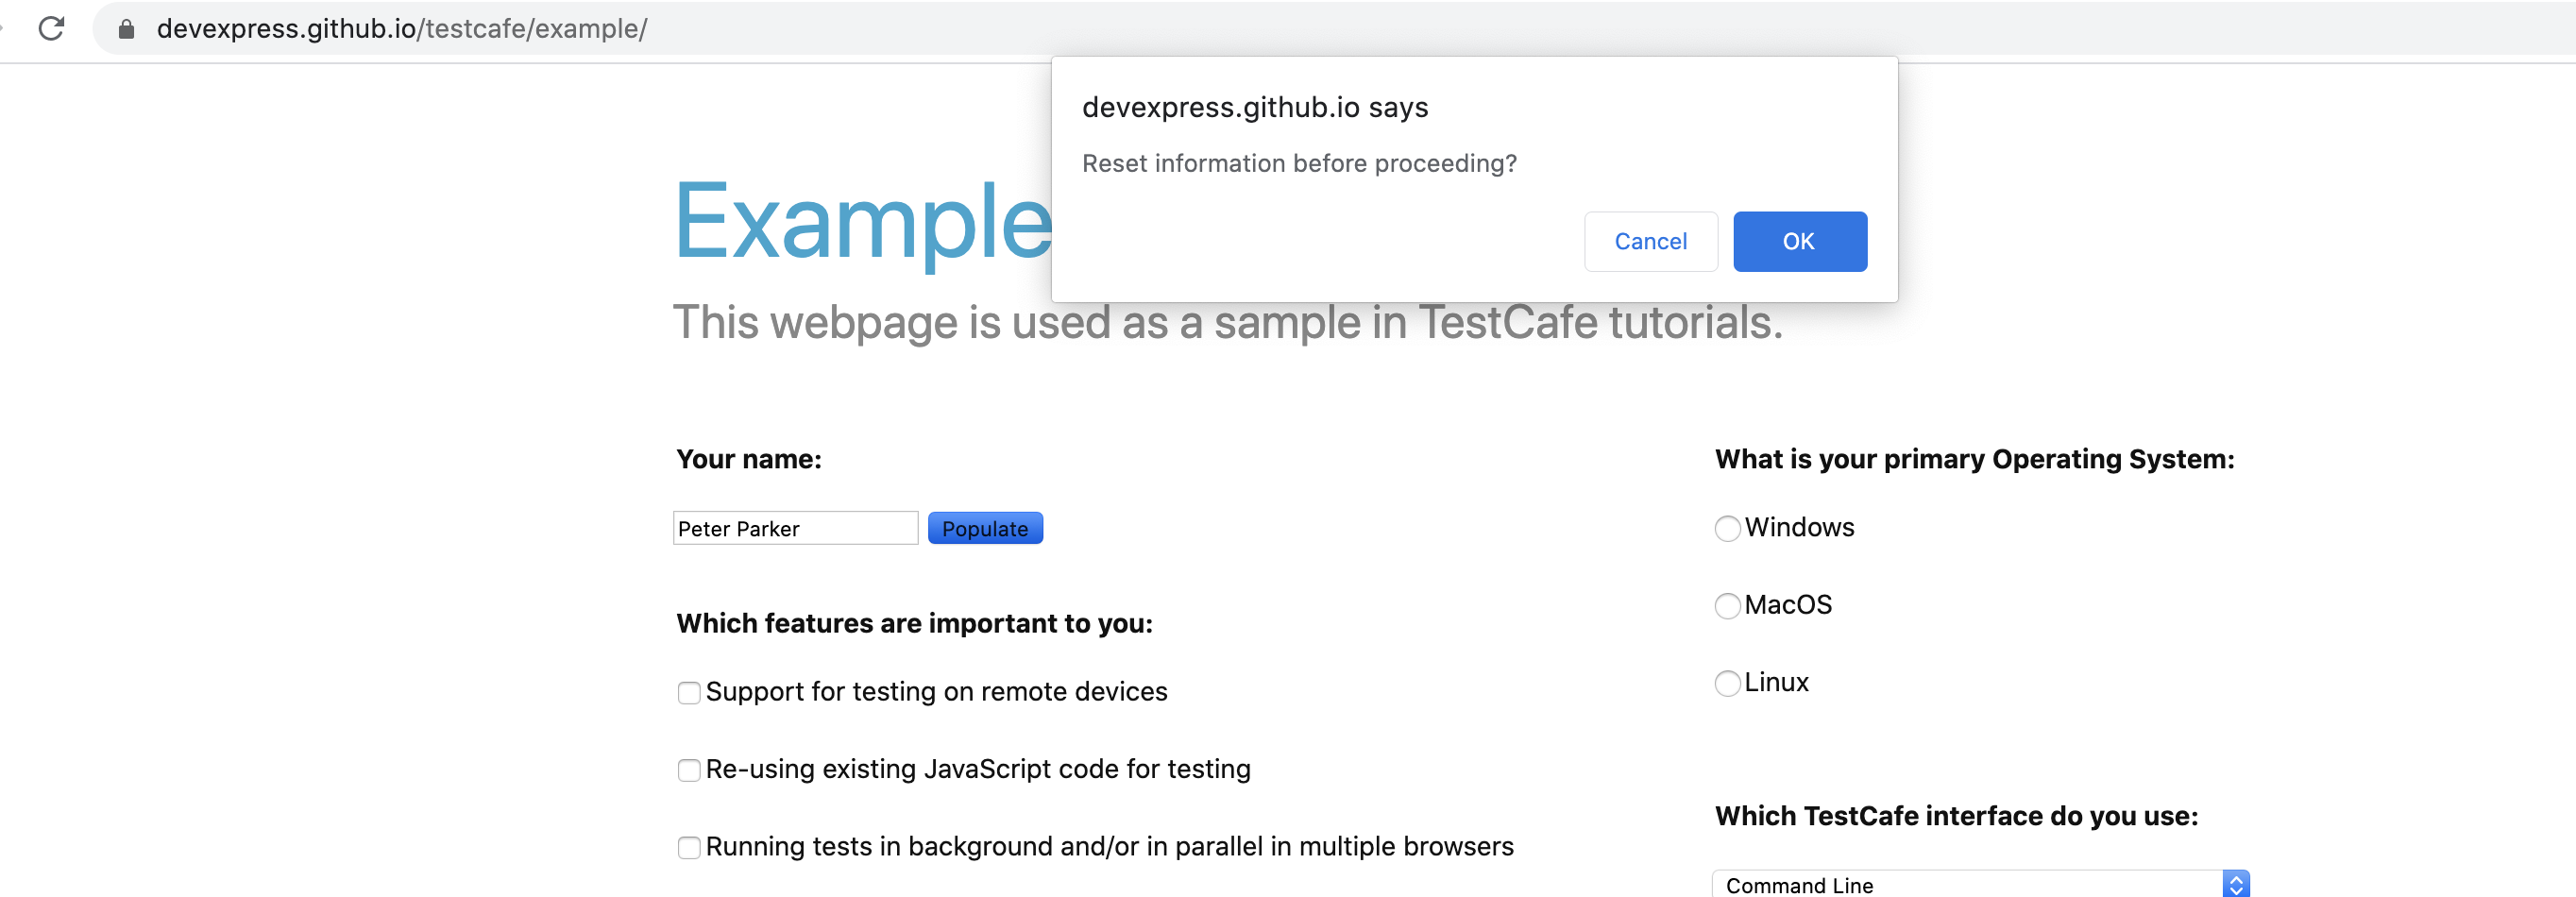 devexpress.github.io/testcafe/example/
devexpress.github.io says
Reset information before proceeding?
Cancel
OK
Example
This webpage is used as a sample in TestCafe tutorials.
Your name:
Peter Parker
Populate
Which features are important to you:
Support for testing on remote devices
Re-using existing JavaScript code for testing
Running tests in background and/or in parallel in multiple browsers
What is your primary Operating System:
Windows
MacOS
Linux
Which TestCafe interface do you use:
Command Line